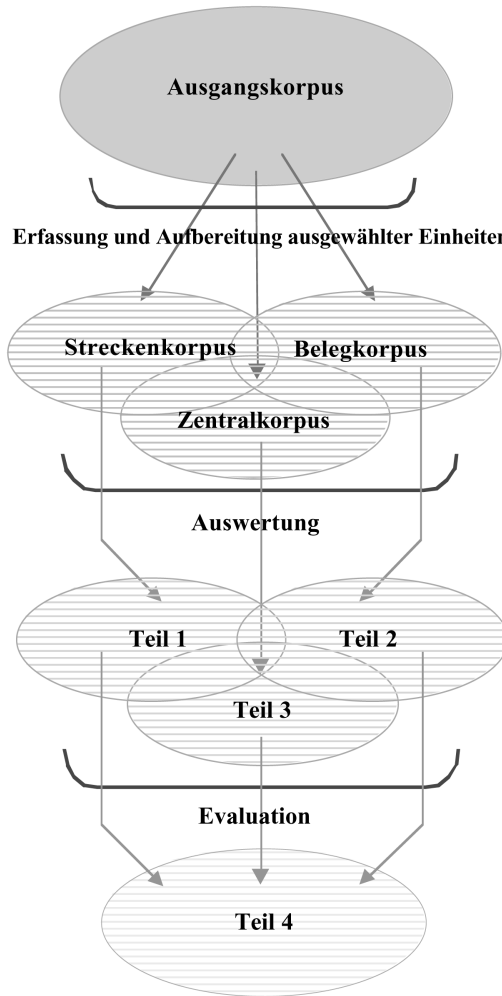 Ausgangskorpus
Erfassung und Aufbereitung ausgewählter Einheiten
Streckenkorpus
Belegkorpus
Zentralkorpus
Auswertung
Teil 1
Teil 2
Teil 3
Evaluation
Teil 4